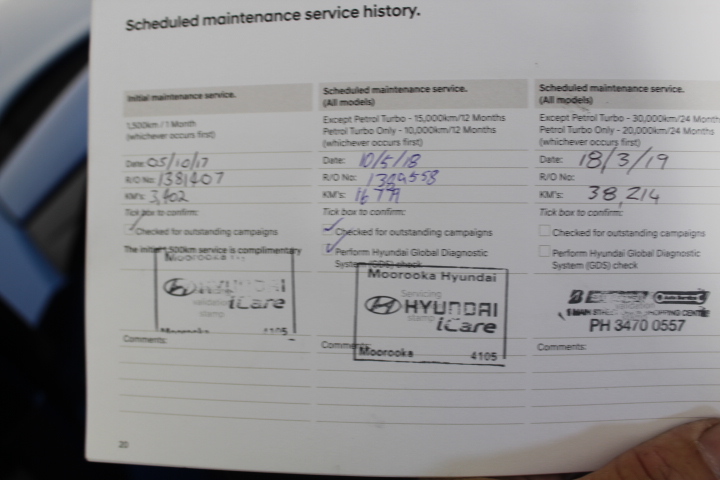 Scheduled maintenance service history.
Initial maintenance service.
1,500km / 1 Month
(whichever occurs first)
Date: 05/10/17
R/O No: 1381407
KM's: 3,402
Tick box to confirm:
Checked for outstanding campaigns
The initial 1,500km service is complimentary
Moorooka
HYUNDAI
iCare
stamp
Moorooka 4105
Comments:
Scheduled maintenance service.
(All models)
Except Petrol Turbo - 15,000km/12 Months
Petrol Turbo Only - 10,000km/12 Months
(whichever occurs first)
Date: 10/5/18
R/O No:
KM's:
Tick box to confirm:
Checked for outstanding campaigns
Perform Hyundai Global Diagnostic
System (GDS) check
Moorooka Hyundai
Servicing
HYUNDAI
stamp iCare
Moorooka 4105
Comments:
Scheduled maintenance service.
(All models)
Except Petrol Turbo - 30,000km/24 Month
Petrol Turbo Only - 20,000km/24 Months
(whichever occurs first)
Date: 18/3/19
R/O No:
KM's: 38,214
Tick box to confirm:
Checked for outstanding campaigns
Perform Hyundai Global Diagnostic
System (GDS) check
PH 3470 0557
Comments:
20